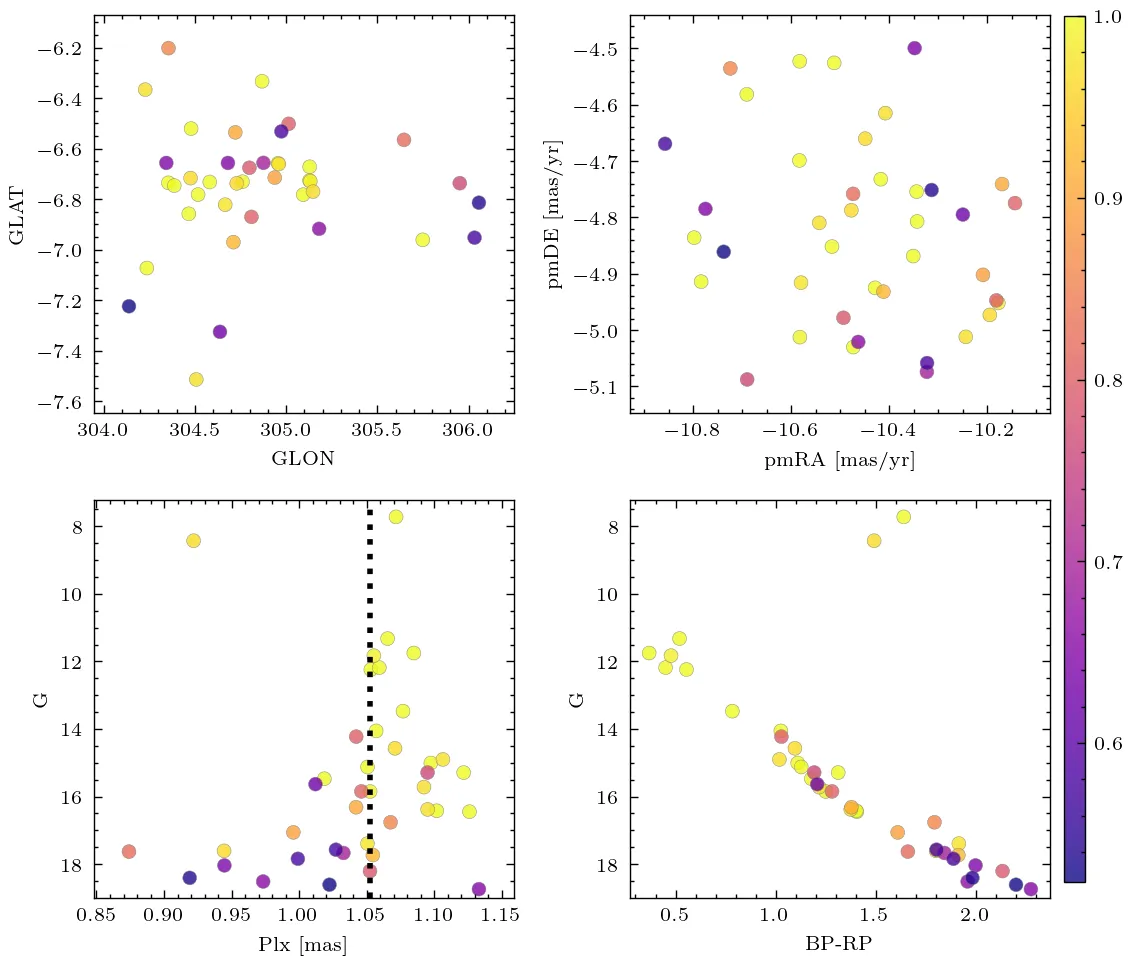 −6.2
−6.4
−6.6
−6.8
−7.0
−7.2
−7.4
−7.6
GLAT
304.0 304.5 305.0 305.5 306.0
GLON
−4.5
−4.6
−4.7
−4.8
−4.9
−5.0
−5.1
pmDE [mas/yr]
−10.8 −10.6 −10.4 −10.2
pmRA [mas/yr]
1.0
0.9
0.8
0.7
0.6
8
10
12
14
16
18
G
0.85 0.90 0.95 1.00 1.05 1.10 1.15
Plx [mas]
8
10
12
14
16
18
G
0.5 1.0 1.5 2.0
BP-RP